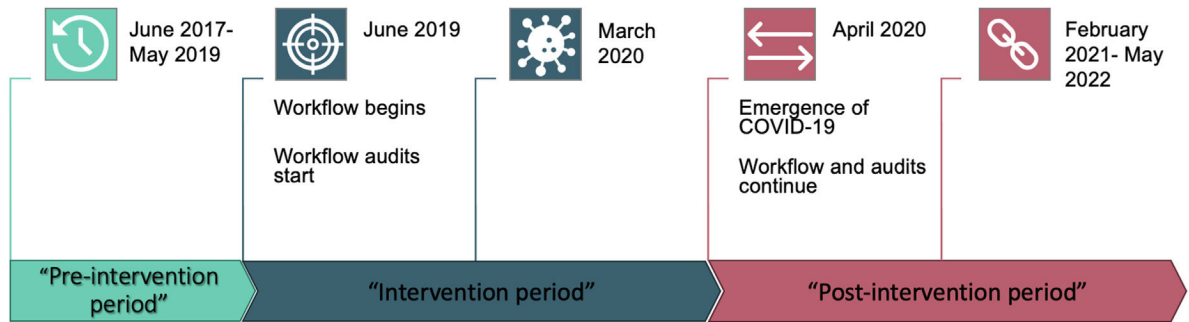 June 2017-
May 2019
June 2019
Workflow begins
Workflow audits
start
March
2020
April 2020
Emergence of
COVID-19
Workflow and audits
continue
February
2021- May
2022
“Pre-intervention
period”
“Intervention period”
“Post-intervention period”